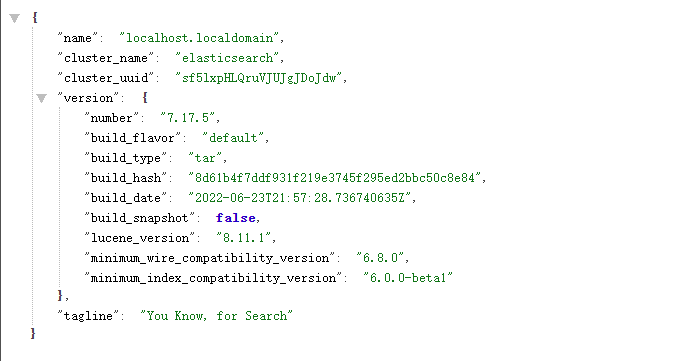 {
"name": "localhost.localdomain",
"cluster_name": "elasticsearch",
"cluster_uuid": "sf5lxpHLQruVJUJgJDoJdw",
"version": {
"number": "7.17.5",
"build_flavor": "default",
"build_type": "tar",
"build_hash": "8d61b4f7ddf931f219e3745f295ed2bbc50c8e84",
"build_date": "2022-06-23T21:57:28.736740635Z",
"build_snapshot": false,
"lucene_version": "8.11.1",
"minimum_wire_compatibility_version": "6.8.0",
"minimum_index_compatibility_version": "6.0.0-beta1"
},
"tagline": "You Know, for Search"
}